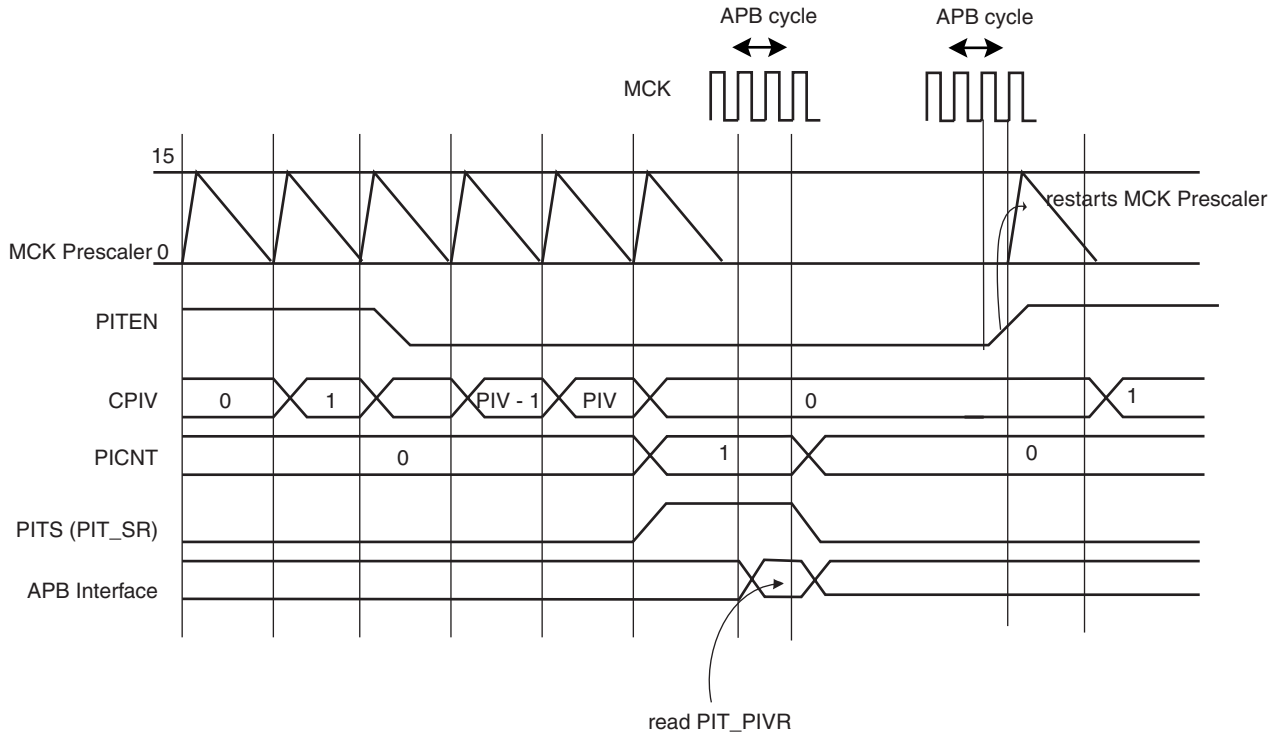 APB cycle
APB cycle
MCK
15
restarts MCK Prescaler
MCK Prescaler 0
PITEN
CPIV
0
1
PIV - 1
PIV
0
1
PICNT
0
1
0
PITS (PIT_SR)
APB Interface
read PIT_PIVR